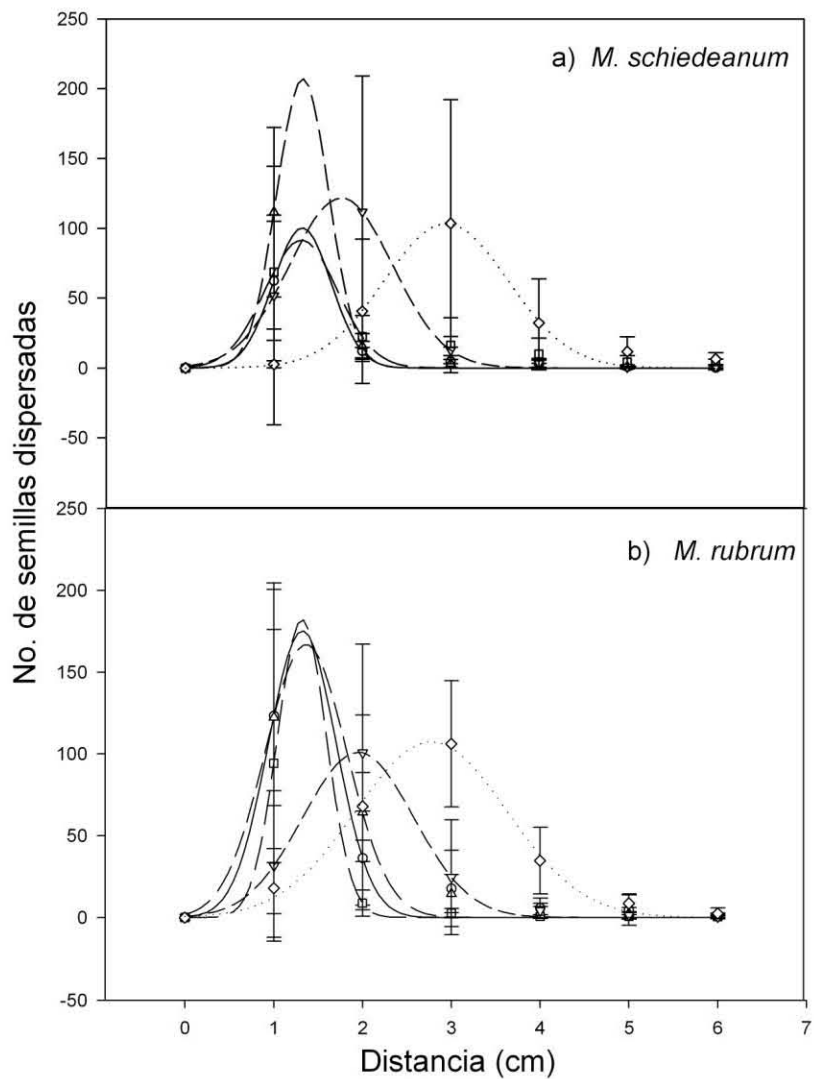 250
200
150
100
50
0
-50
a) M. schiedeanum
250
200
150
100
50
0
-50
b) M. rubrum
No. de semillas dispersadas
0 1 2 3 4 5 6 7
Distancia (cm)